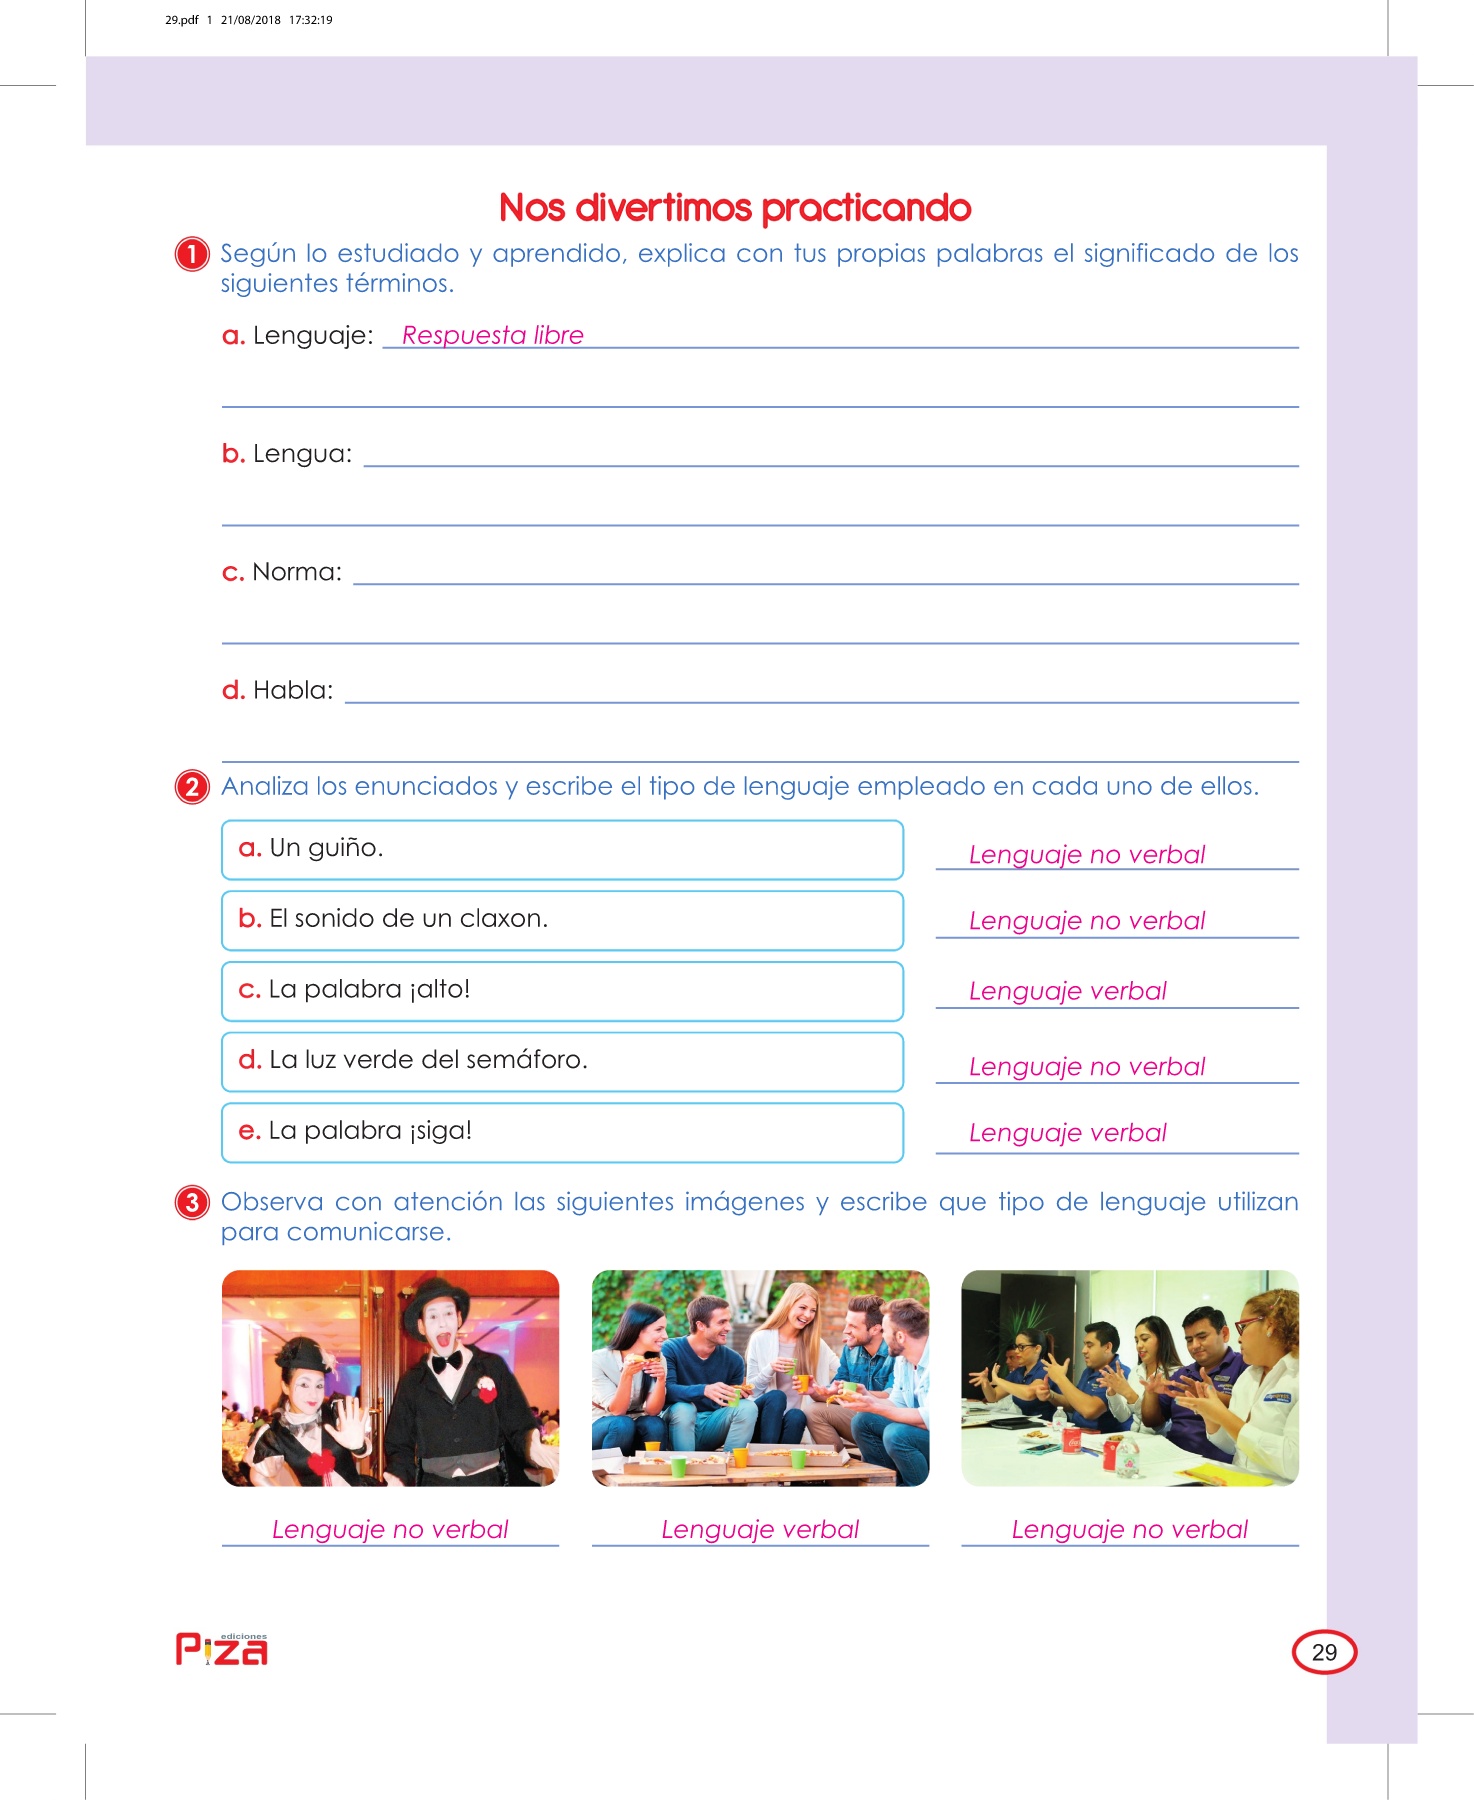 29.pdf 1 21/08/2018 17:32:19
Nos divertimos practicando
1 Según lo estudiado y aprendido, explica con tus propias palabras el significado de los
siguientes términos.
a. Lenguaje: Respuesta libre
b. Lengua:
c. Norma:
d. Habla:
2 Analiza los enunciados y escribe el tipo de lenguaje empleado en cada uno de ellos.
a. Un guiño. Lenguaje no verbal
b. El sonido de un claxon. Lenguaje no verbal
c. La palabra ¡alto! Lenguaje verbal
d. La luz verde del semáforo. Lenguaje no verbal
e. La palabra ¡siga! Lenguaje verbal
3 Observa con atención las siguientes imágenes y escribe que tipo de lenguaje utilizan
para comunicarse.
Lenguaje no verbal Lenguaje verbal Lenguaje no verbal
ediciones
Piza
29